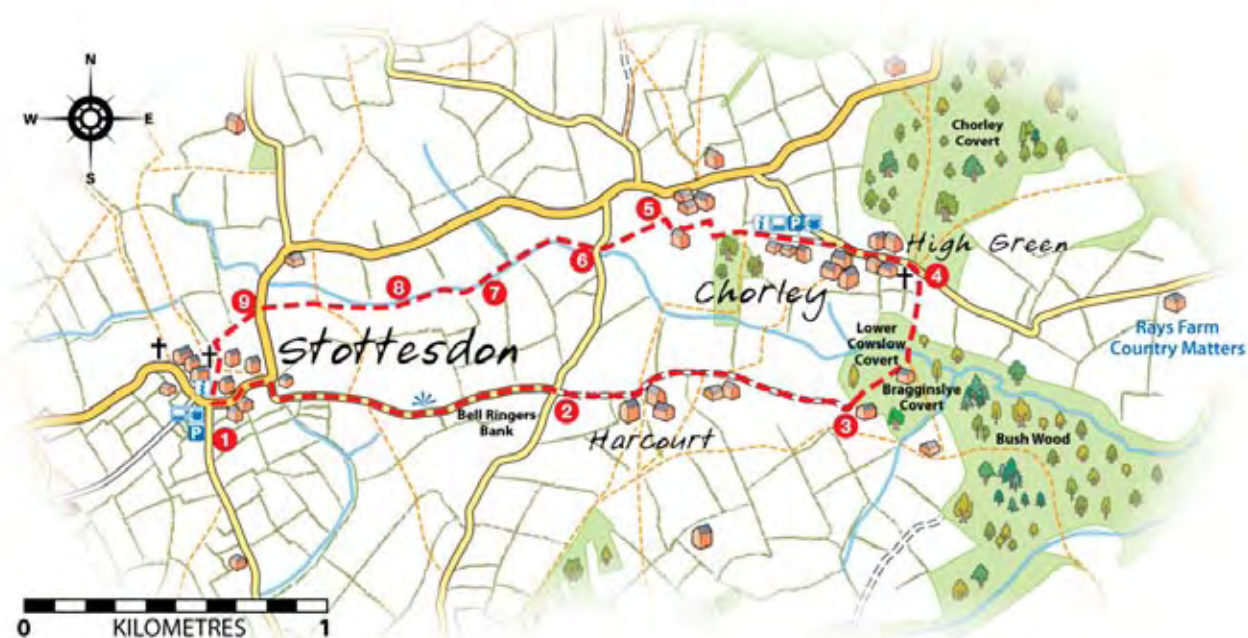 N
W
E
S
Chorley
Covert
5
i
P
High Green
6
4
8
7
Chorley
9
Rays Farm
Country Matters
Lower
Cowslow
Covert
Stottesdon
i
Bragginslye
Covert
P
1
Bell Ringers
Bank
2
Harcourt
3
Bush Wood
0
KILOMETRES
1